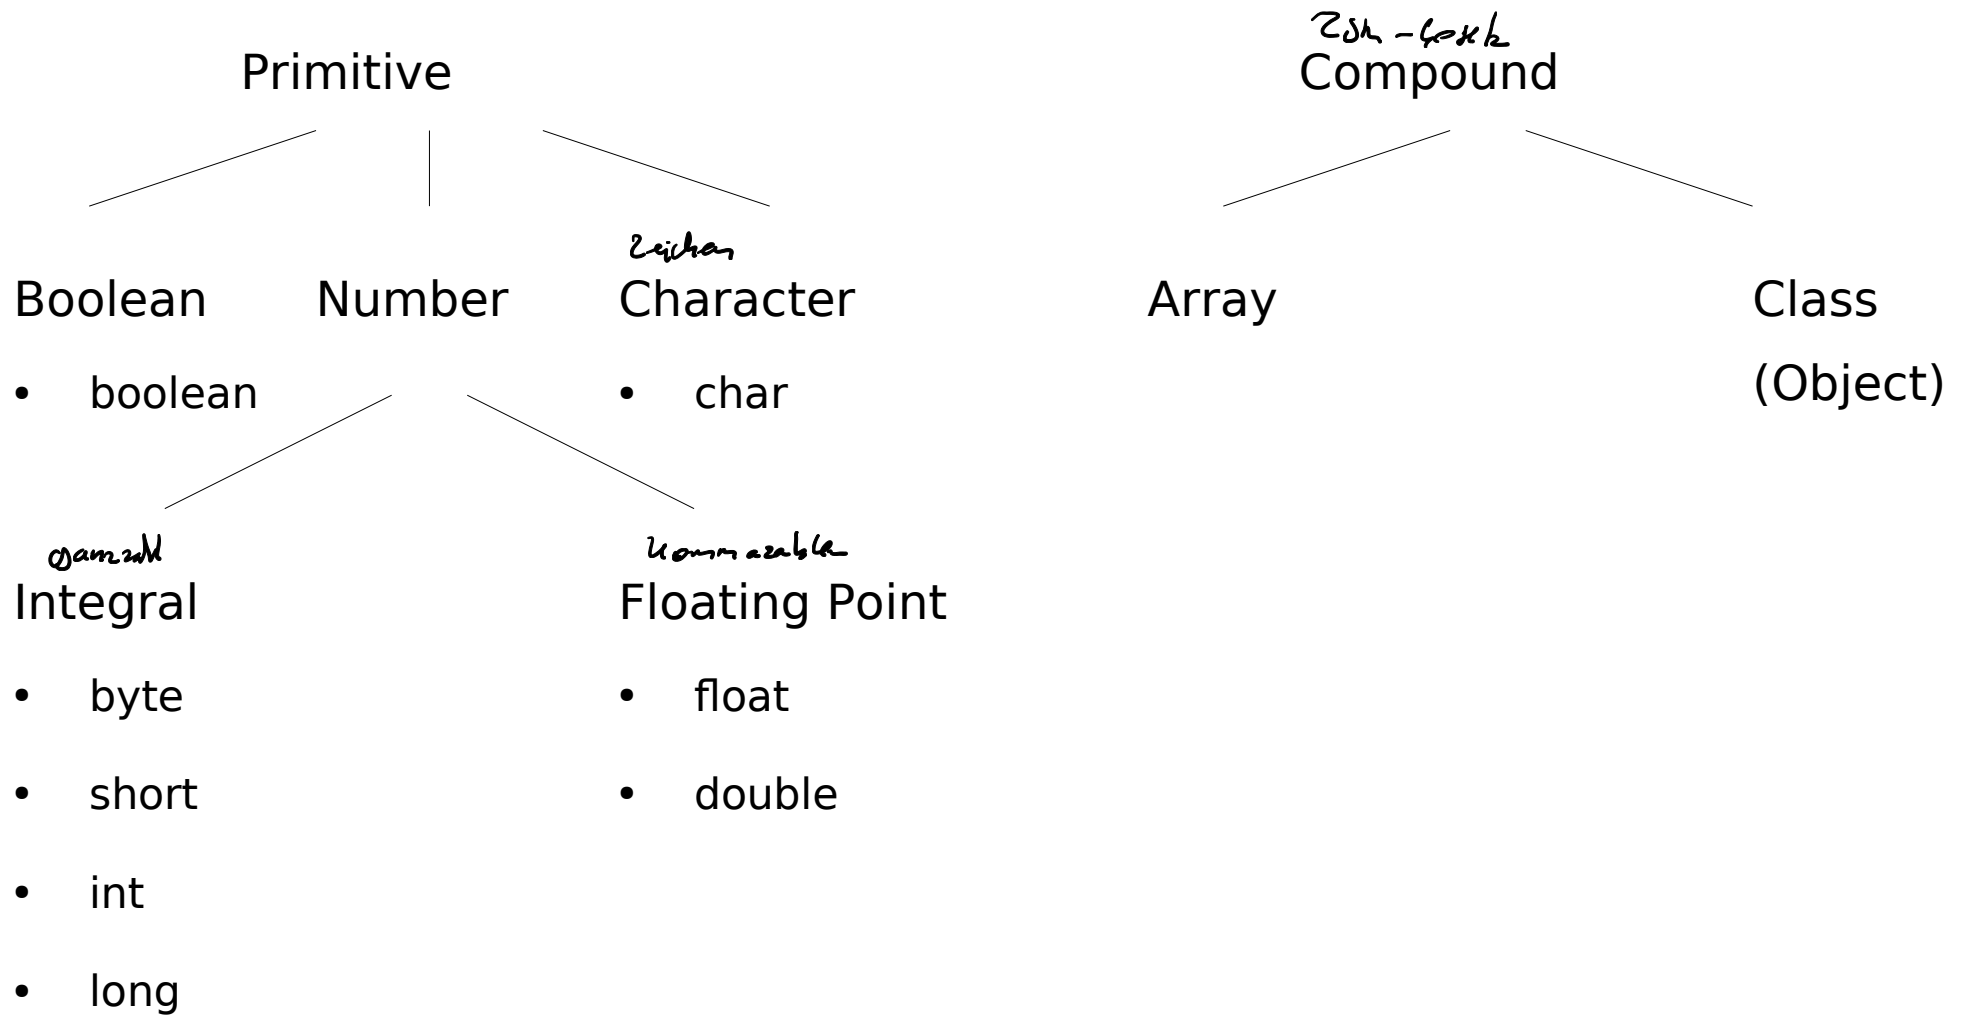 Primitive
Compound
Zeichen
Boolean Number Character Array Class
• boolean • char (Object)
ganzzahl kommazahlen
Integral Floating Point
• byte • float
• short • double
• int
• long